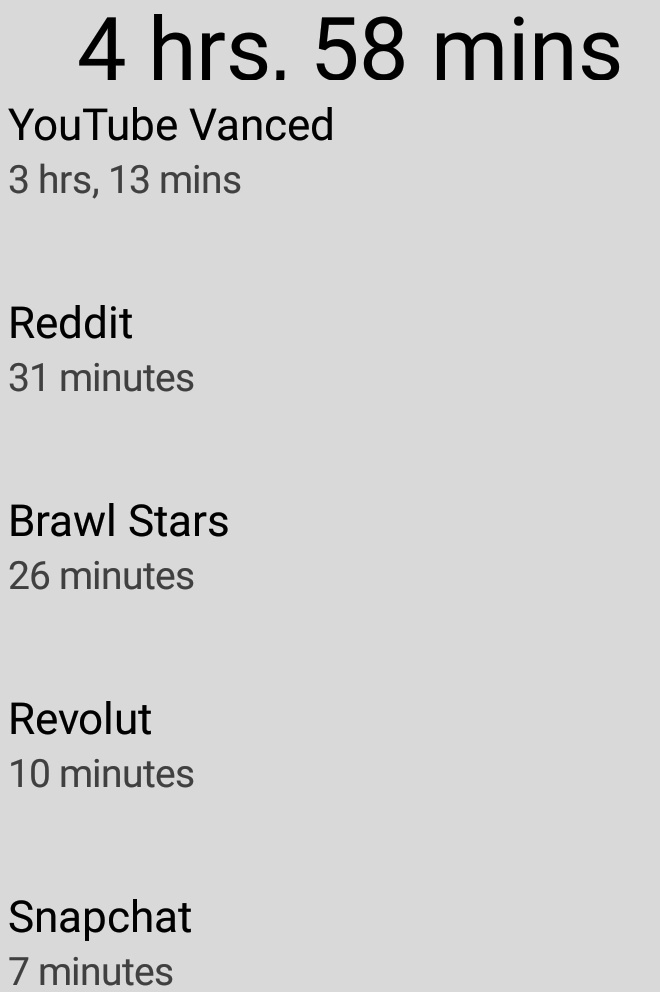 4 hrs. 58 mins
YouTube Vanced
3 hrs, 13 mins
Reddit
31 minutes
Brawl Stars
26 minutes
Revolut
10 minutes
Snapchat
7 minutes